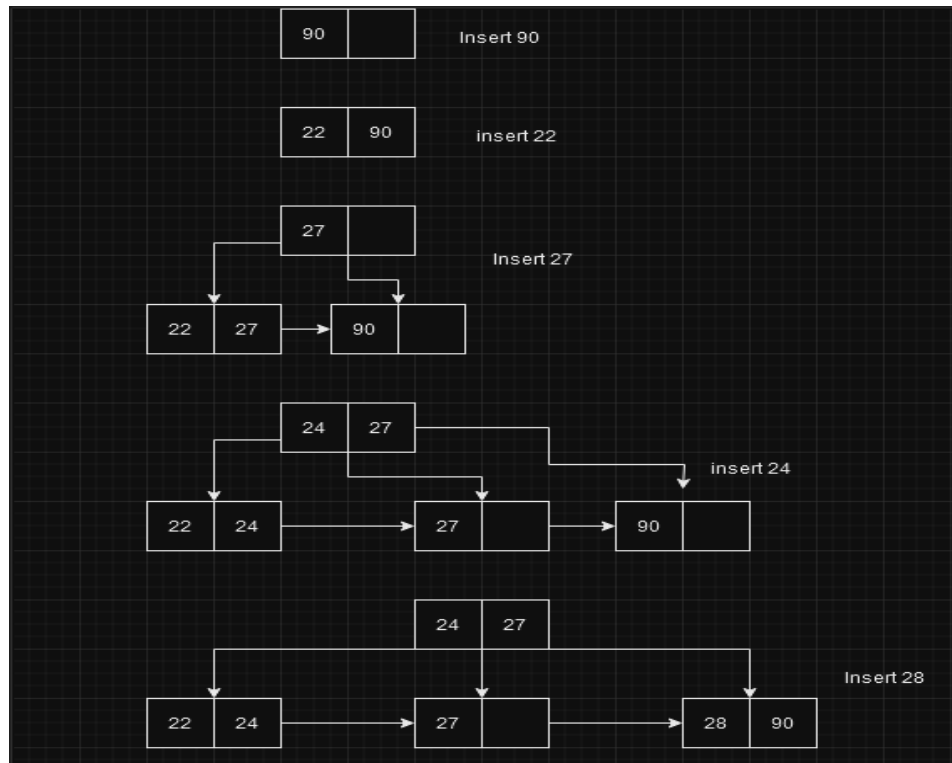 90 Insert 90
22 90 insert 22
27
Insert 27
22 27 90
24 27
insert 24
22 24 27 90
24 27
Insert 28
22 24 27 28 90